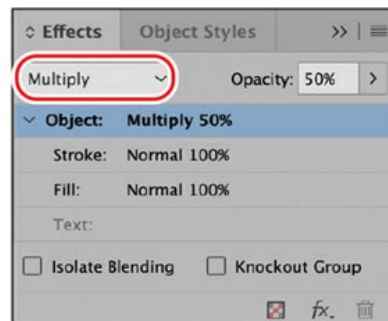 Effects Object Styles
Multiply Opacity: 50%
Object: Multiply 50%
Stroke: Normal 100%
Fill: Normal 100%
Text:
Isolate Blending Knockout Group
fx.